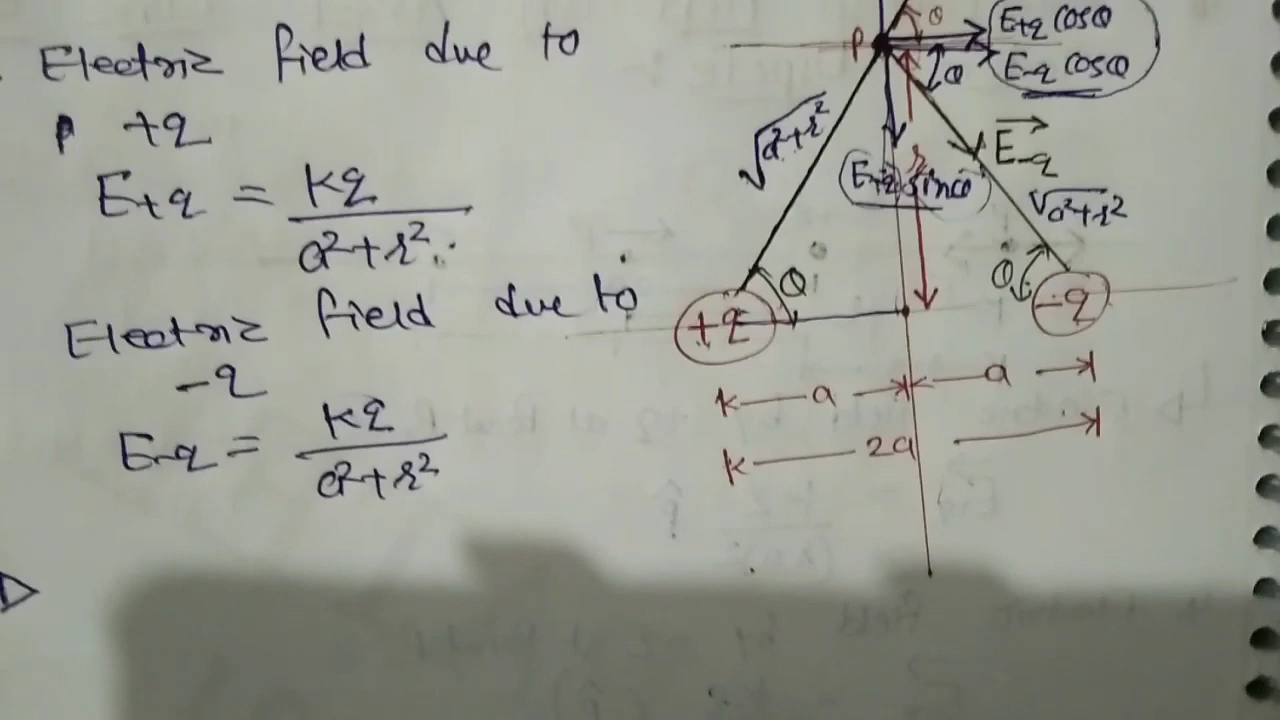 Electric field due to
P +q
E+q = kq
a²+r²
Electric field due to
-q
E-q = kq
a²+r²
θ
E+q cosθ
P
θ
E-q cosθ
√a²+r²
E-q
r
√a²+r²
θ
θ
+q
-q
a
a
2a